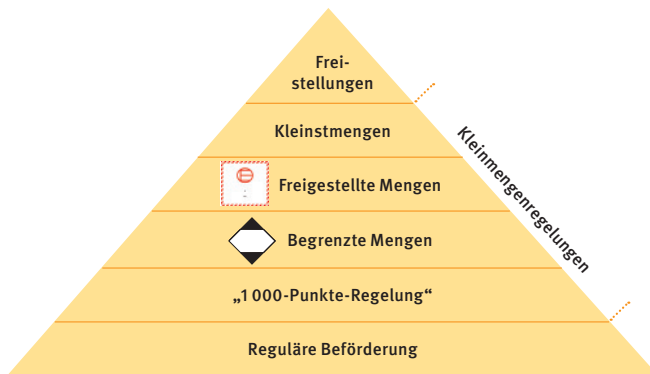 Frei-
stellungen
Kleinstmengen
Freigestellte Mengen
Begrenzte Mengen
„1 000-Punkte-Regelung“
Reguläre Beförderung
Kleinmengenregelungen